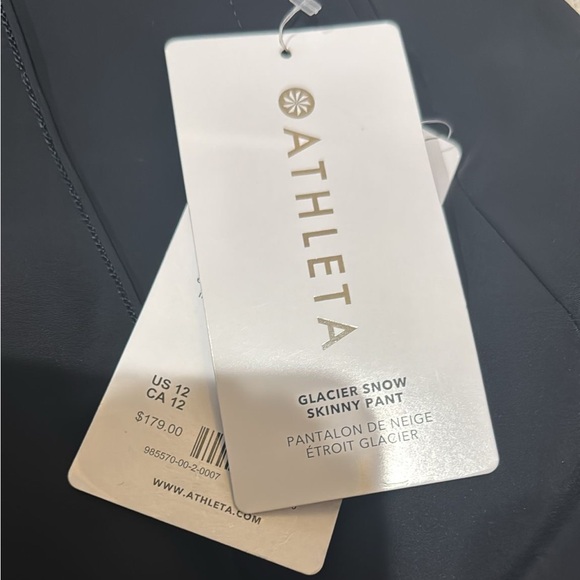 ATHLETA
GLACIER SNOW
SKINNY PANT
PANTALON DE NEIGE
ÉTROIT GLACIER
US 12
CA 12
$179.00
985570-00-2-0007
WWW.ATHLETA.COM